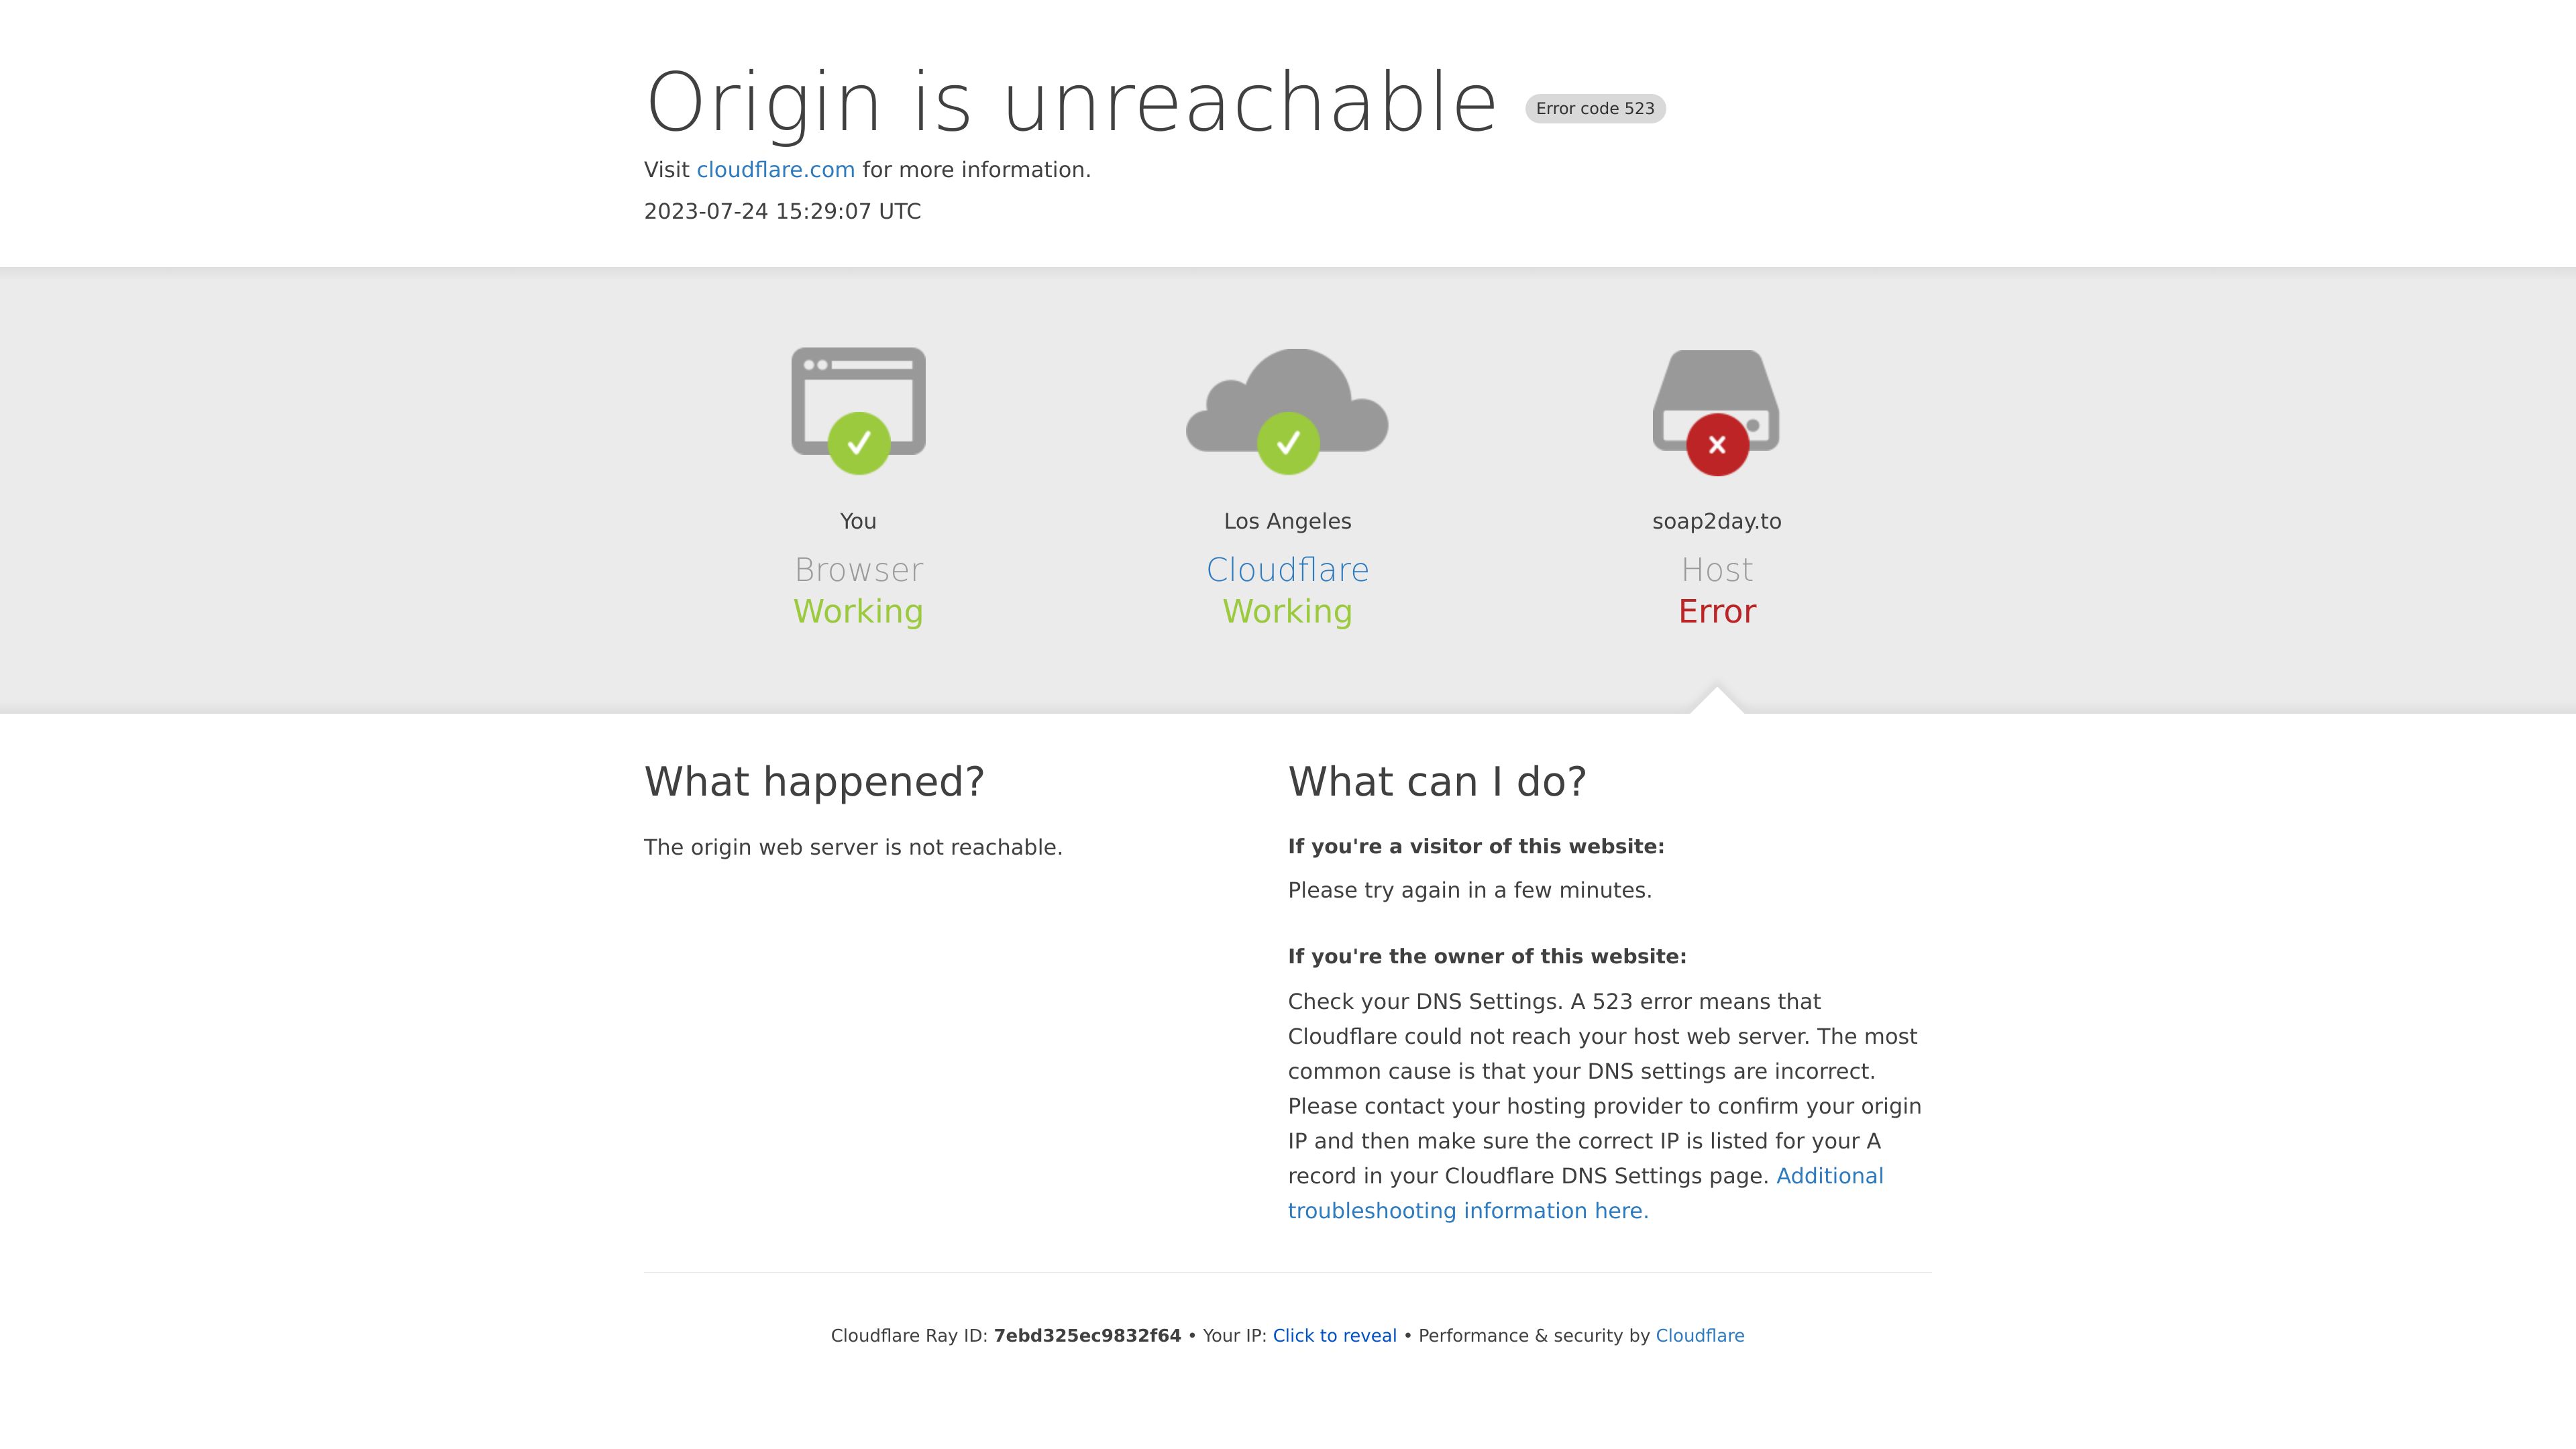 Origin is unreachable Error code 523
Visit cloudflare.com for more information.
2023-07-24 15:29:07 UTC
You
Browser
Working
Los Angeles
Cloudflare
Working
soap2day.to
Host
Error
What happened?
The origin web server is not reachable.
What can I do?
If you're a visitor of this website:
Please try again in a few minutes.
If you're the owner of this website:
Check your DNS Settings. A 523 error means that
Cloudflare could not reach your host web server. The most
common cause is that your DNS settings are incorrect.
Please contact your hosting provider to confirm your origin
IP and then make sure the correct IP is listed for your A
record in your Cloudflare DNS Settings page. Additional
troubleshooting information here.
Cloudflare Ray ID: 7ebd325ec9832f64 • Your IP: Click to reveal • Performance & security by Cloudflare